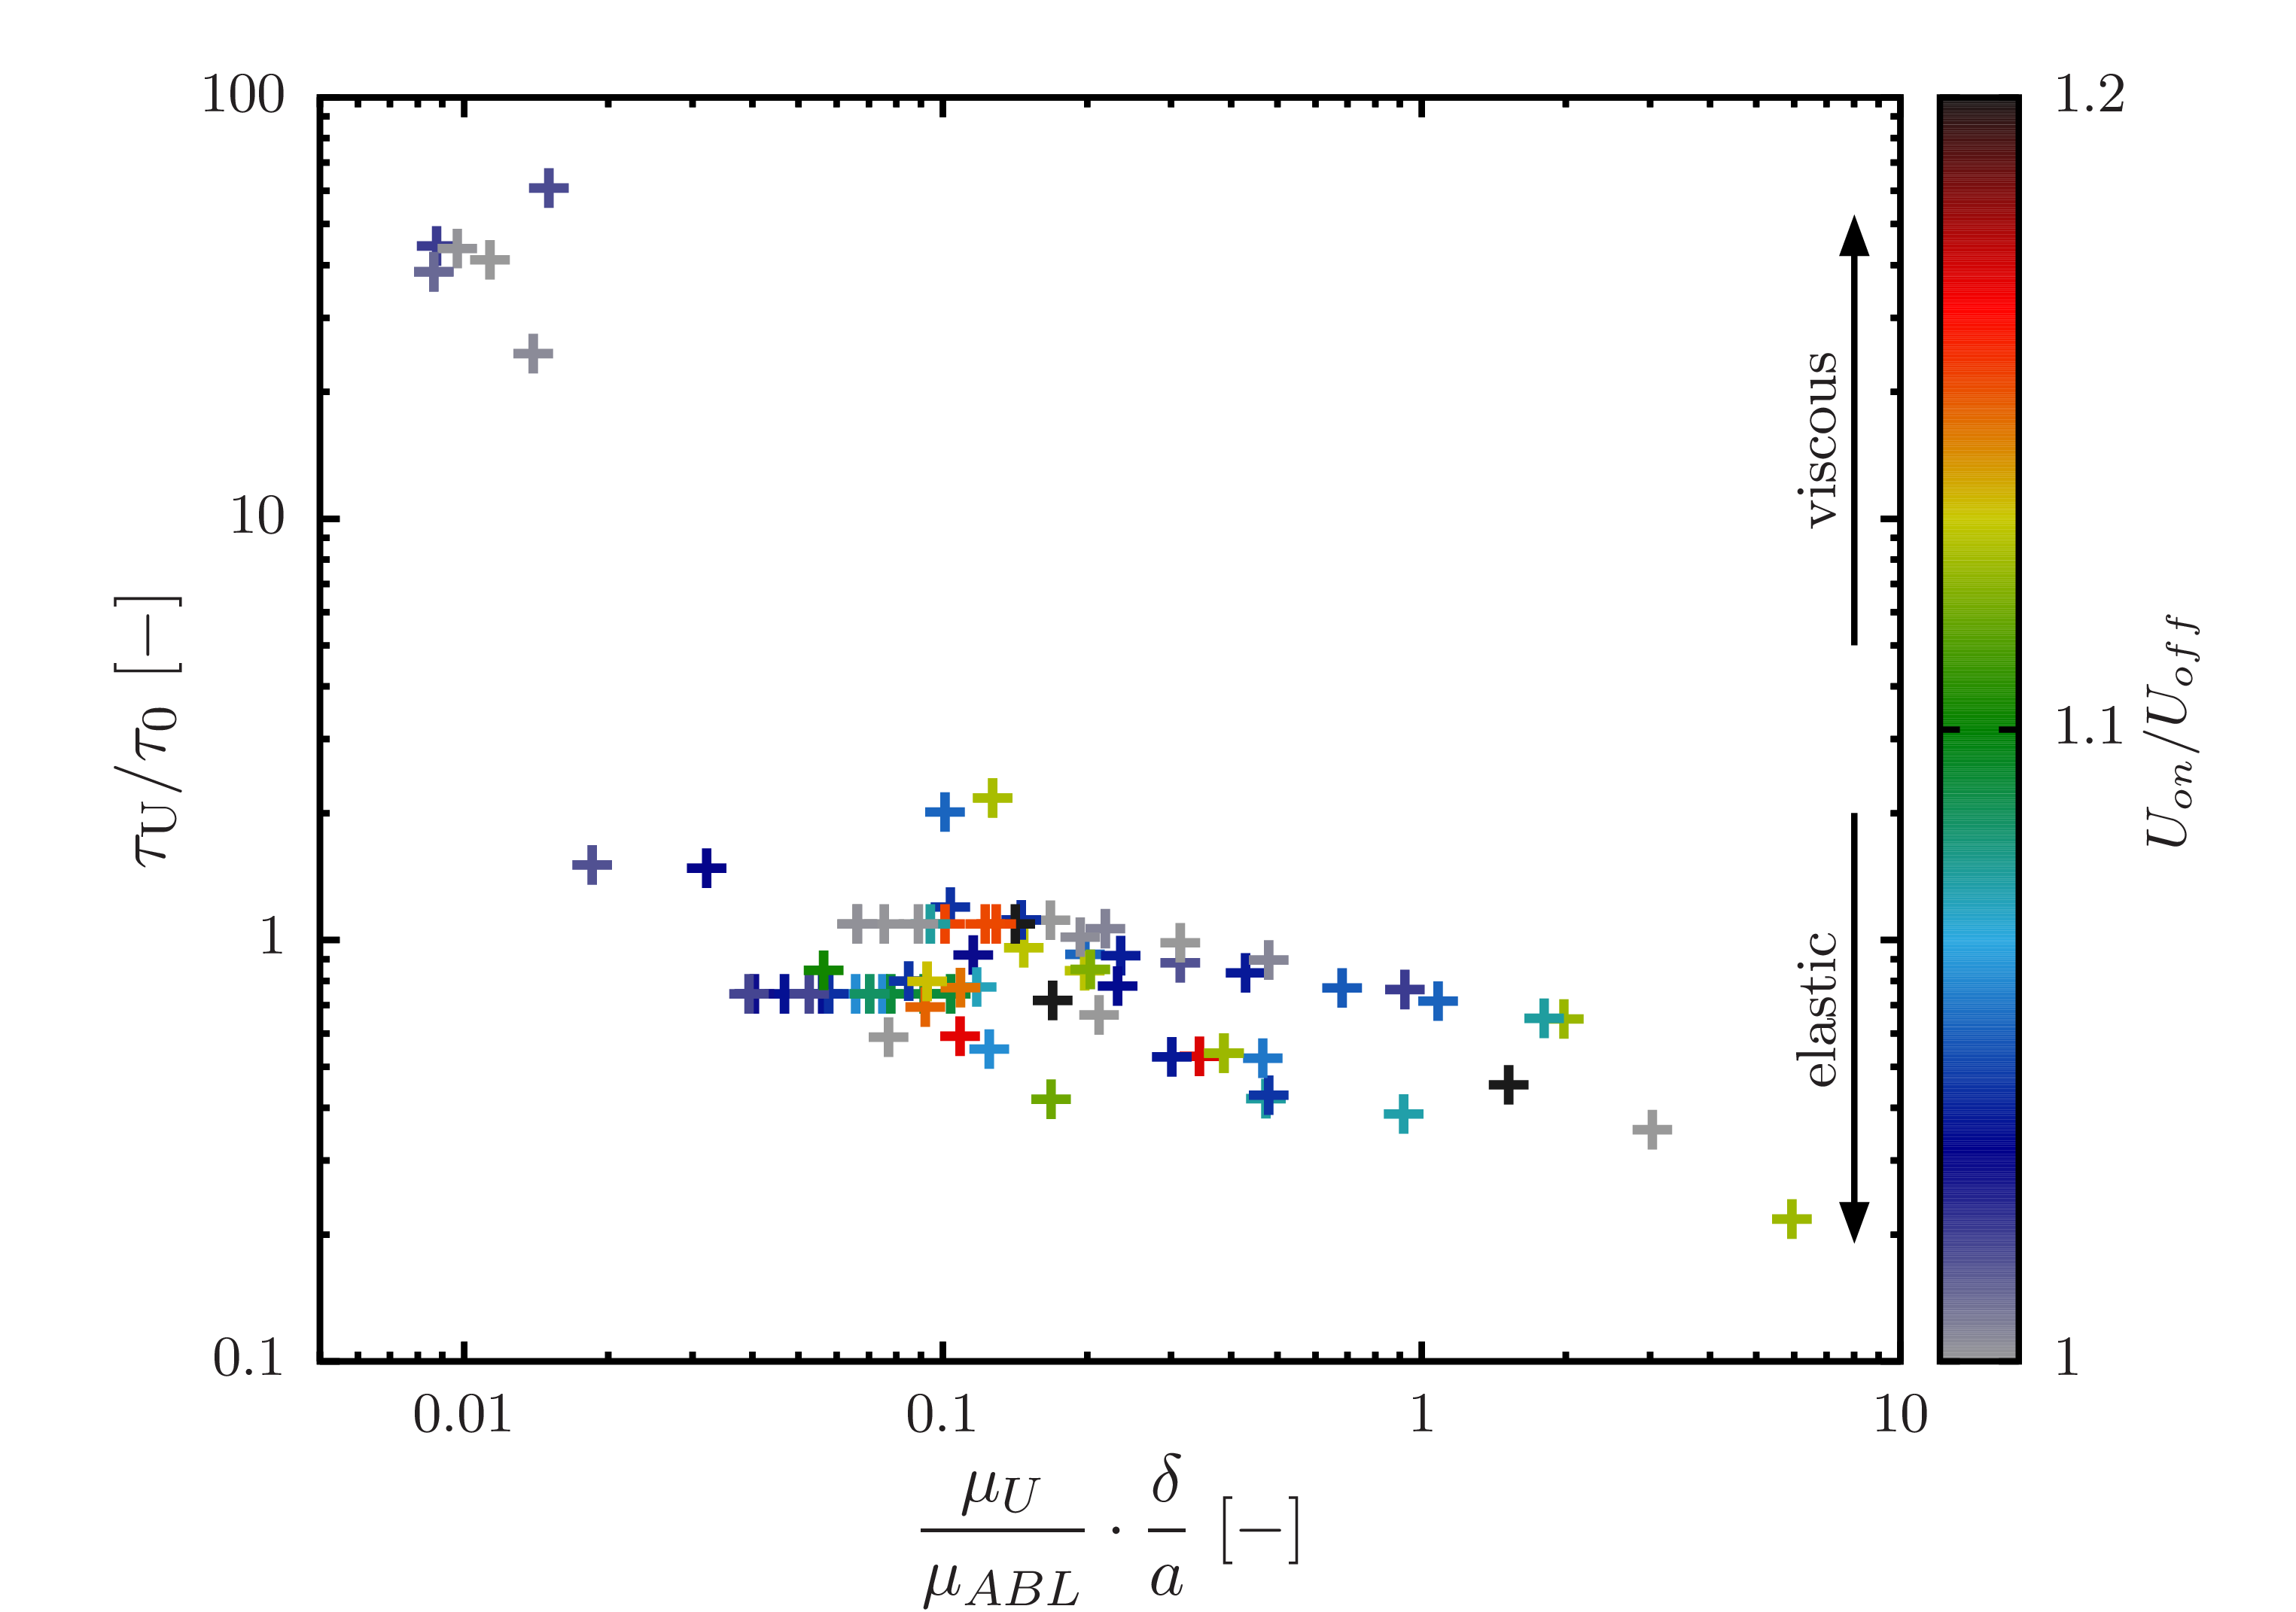 100
10
1
0.1
τU/τ0 [−]
0.01
0.1
1
10
μU/μABL · δ/a [−]
viscous
elastic
1.2
1.1
1
Uon/Uoff